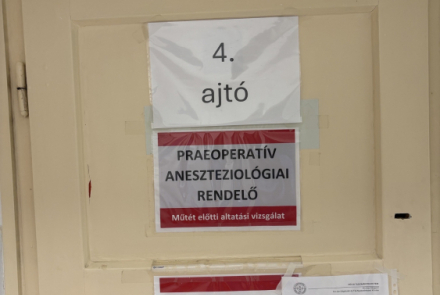 4.
ajtó
PRAEOPERATÍV
ANESZTEZIOLÓGIAI
RENDELŐ
Műtét előtti altatási vizsgálat